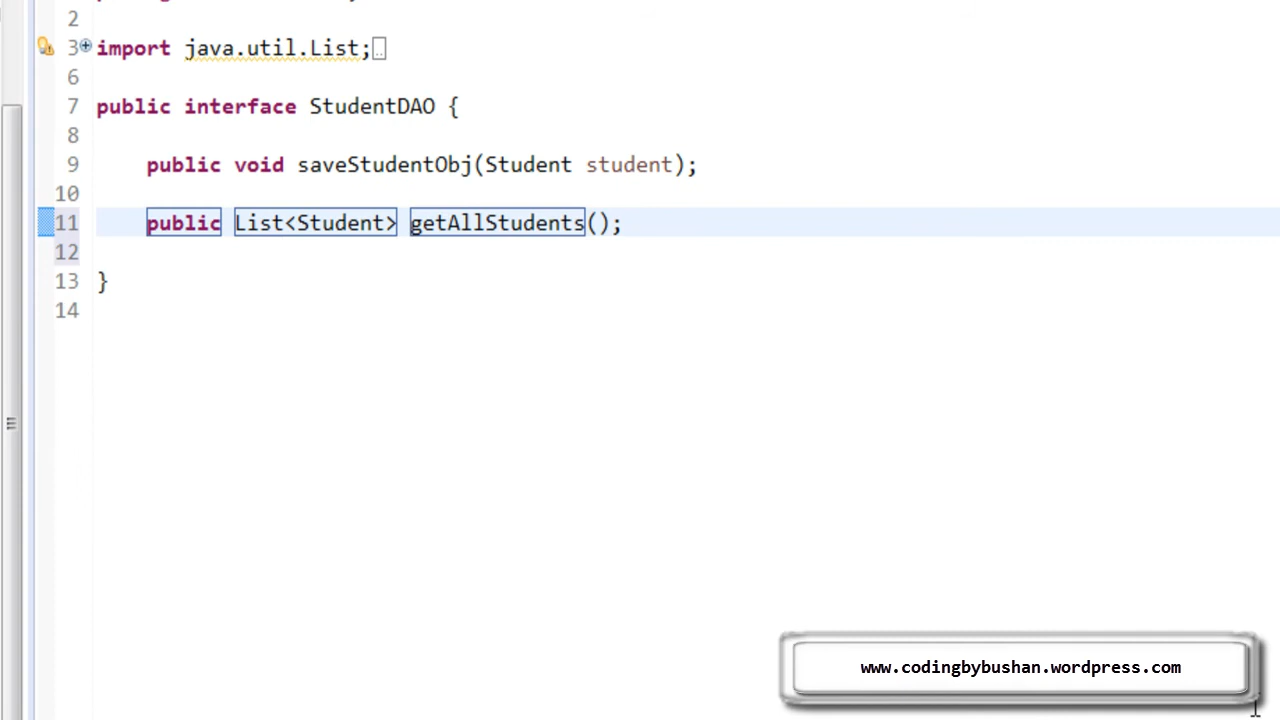 2
3 import java.util.List;
6
7 public interface StudentDAO {
8
9 public void saveStudentObj(Student student);
10
11 public List<Student> getAllStudents();
12
13 }
14
www.codingbybushan.wordpress.com